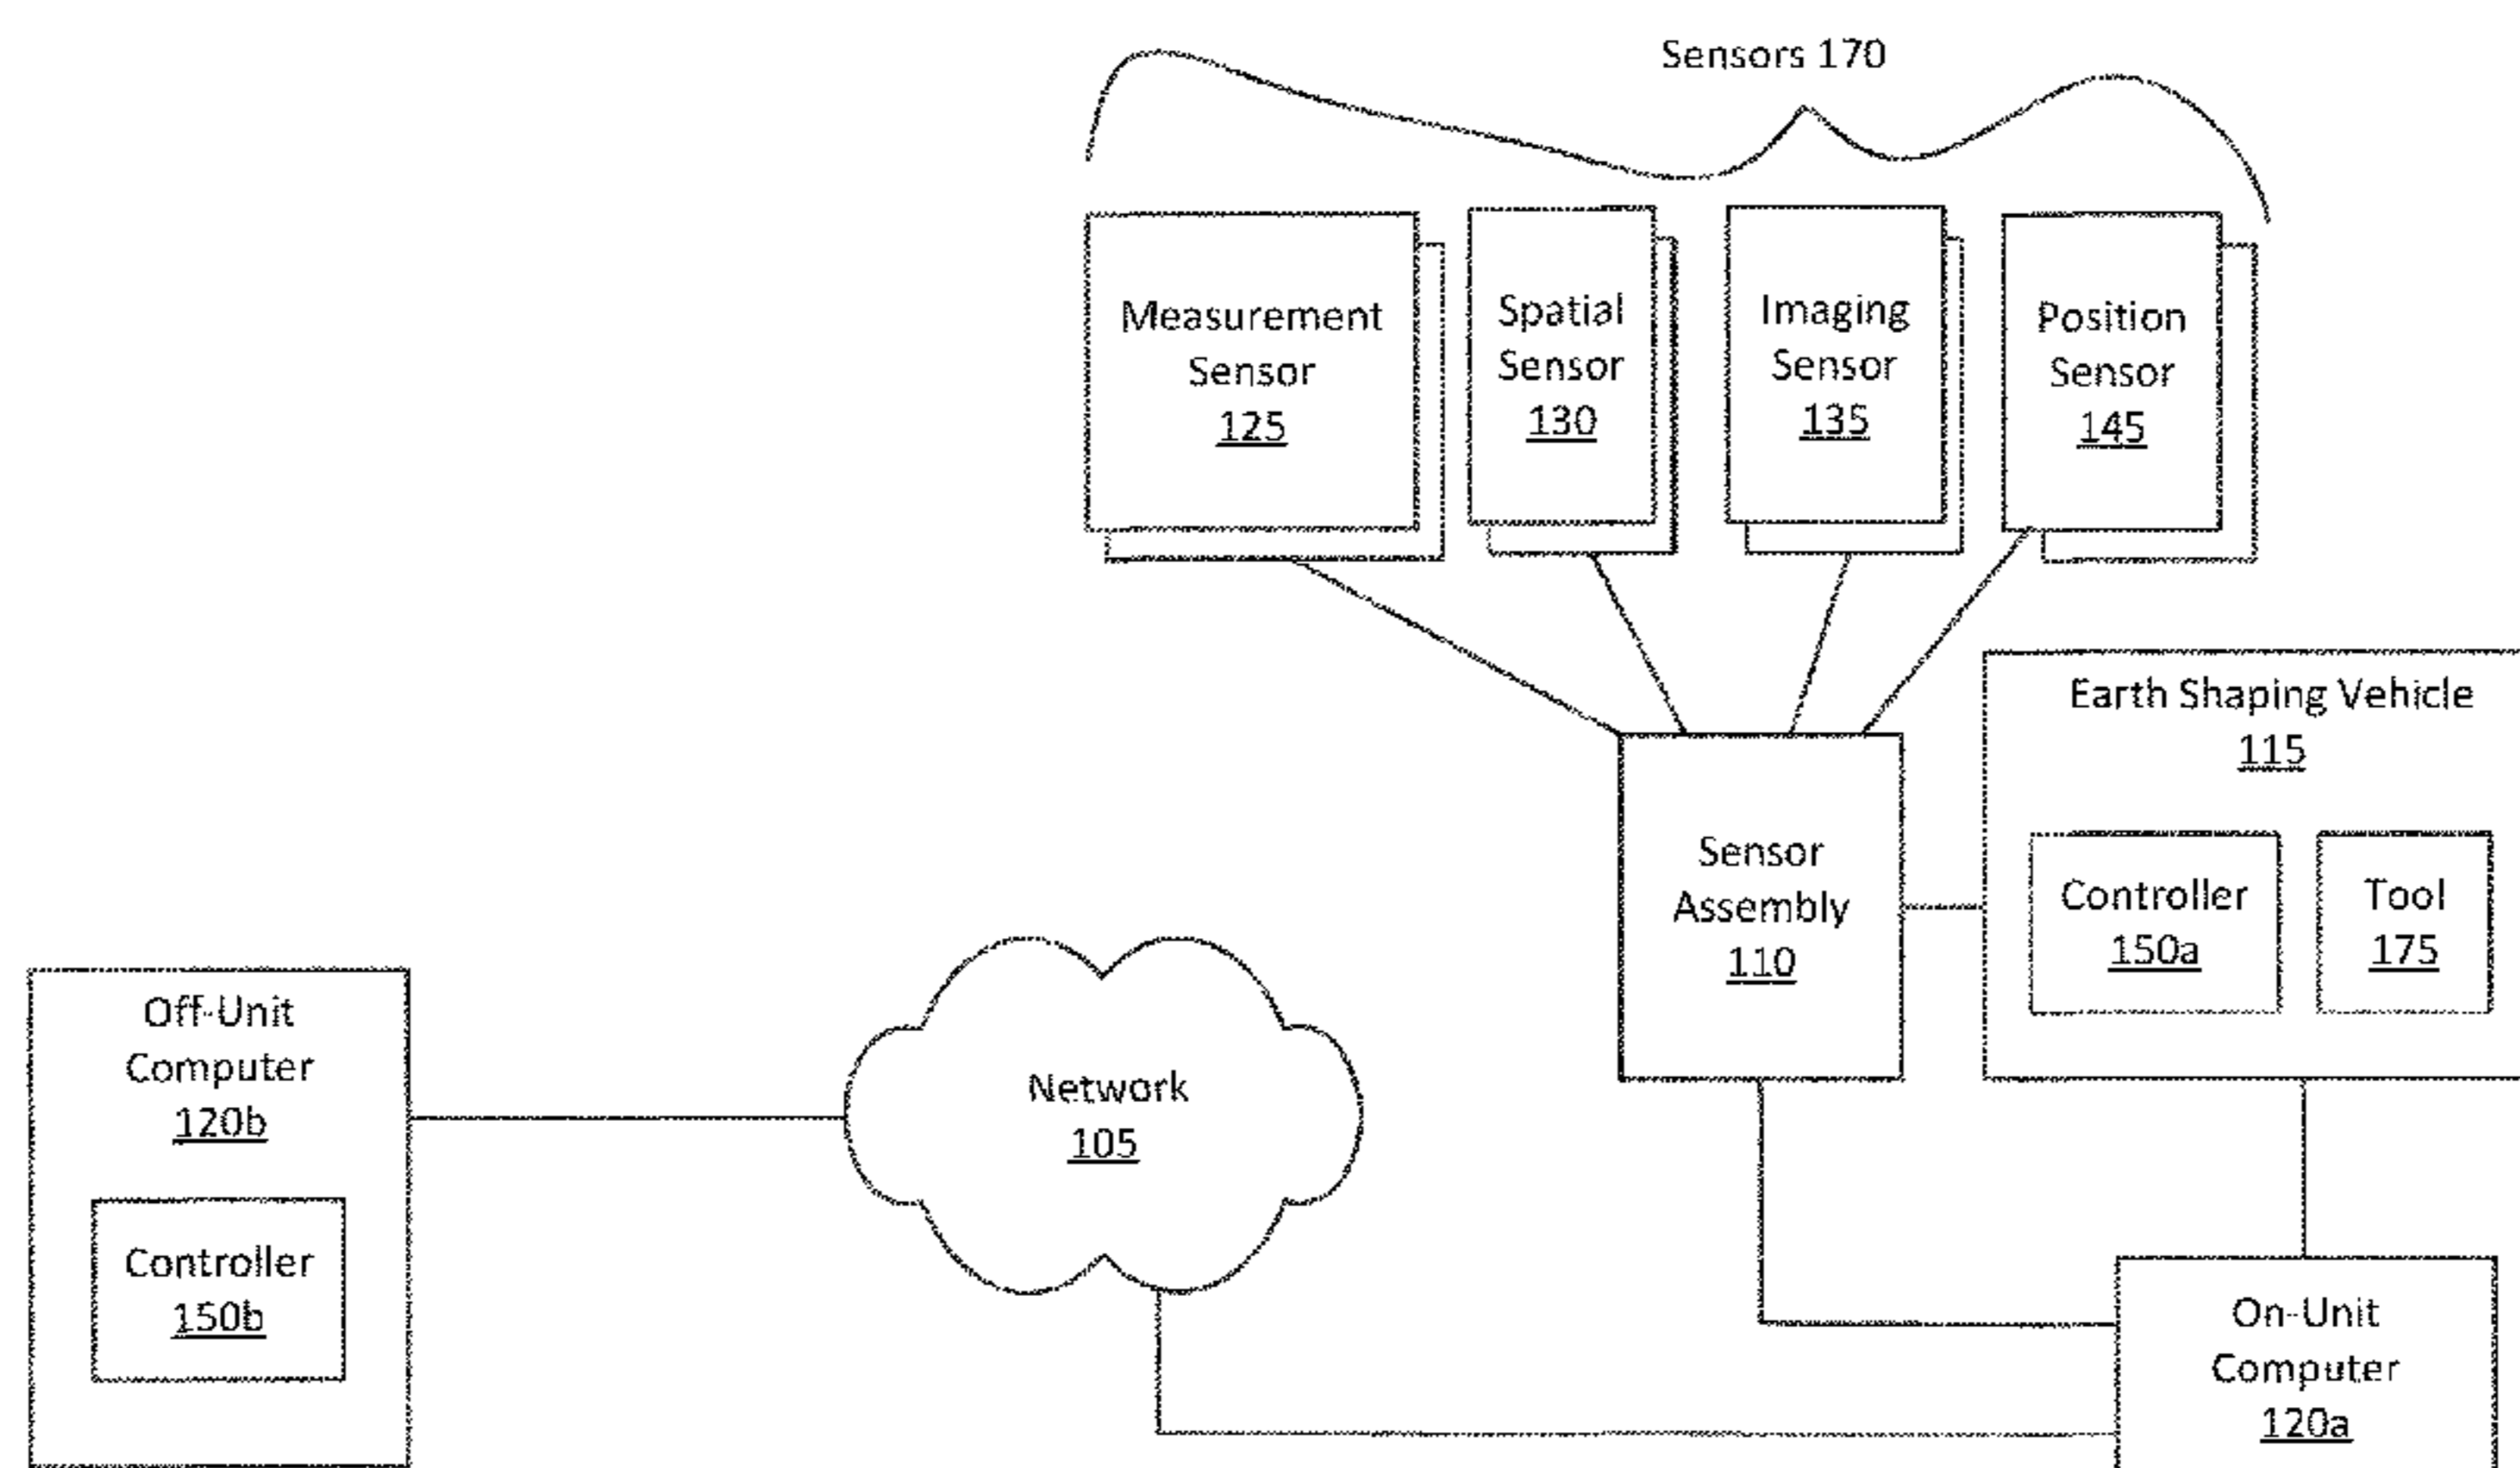 Sensors 170
Measurement
Sensor
125
Spatial
Sensor
130
Imaging
Sensor
135
Position
Sensor
145
Earth Shaping Vehicle
115
Controller
150a
Tool
175
Sensor
Assembly
110
Network
105
Off-Unit
Computer
120b
Controller
150b
On-Unit
Computer
120a